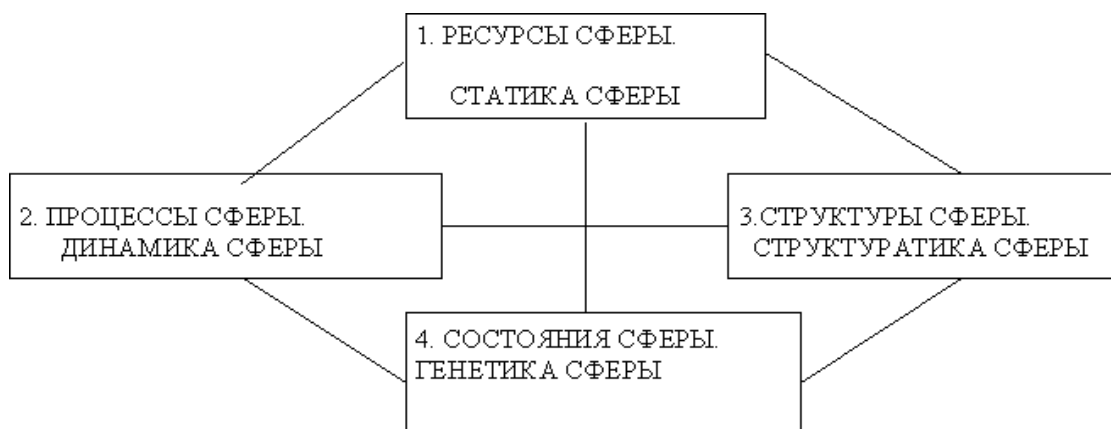 1. РЕСУРСЫ СФЕРЫ.
СТАТИКА СФЕРЫ
2. ПРОЦЕССЫ СФЕРЫ.
ДИНАМИКА СФЕРЫ
3.СТРУКТУРЫ СФЕРЫ.
СТРУКТУРАТИКА СФЕРЫ
4. СОСТОЯНИЯ СФЕРЫ.
ГЕНЕТИКА СФЕРЫ